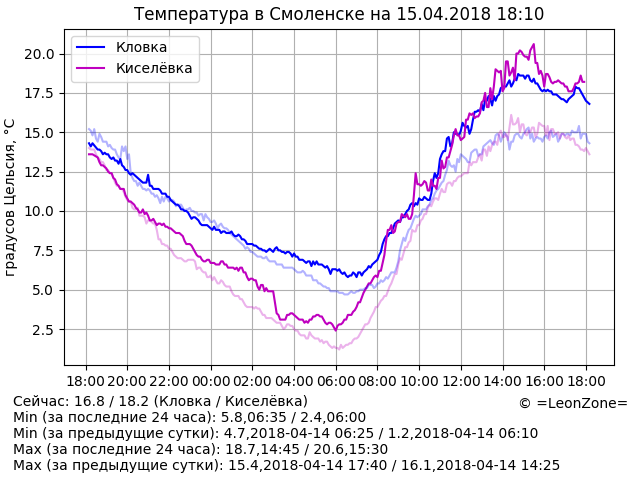 Температура в Смоленске на 15.04.2018 18:10
Кловка
Киселёвка
градусов Цельсия, °C
20.0
17.5
15.0
12.5
10.0
7.5
5.0
2.5
18:00 20:00 22:00 00:00 02:00 04:00 06:00 08:00 10:00 12:00 14:00 16:00 18:00
Сейчас: 16.8 / 18.2 (Кловка / Киселёвка)
© =LeonZone=
Min (за последние 24 часа): 5.8,06:35 / 2.4,06:00
Min (за предыдущие сутки): 4.7,2018-04-14 06:25 / 1.2,2018-04-14 06:10
Max (за последние 24 часа): 18.7,14:45 / 20.6,15:30
Max (за предыдущие сутки): 15.4,2018-04-14 17:40 / 16.1,2018-04-14 14:25